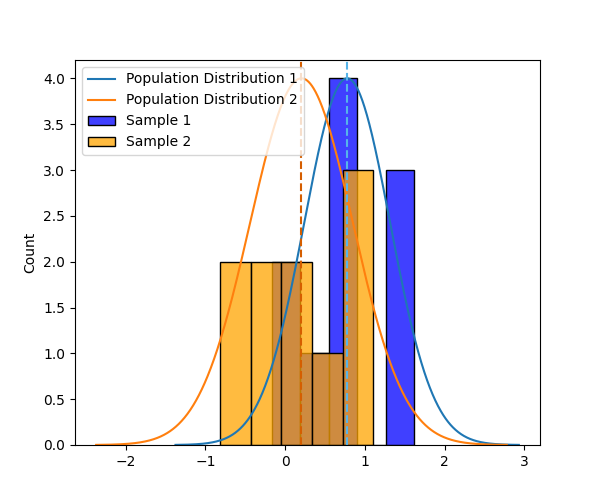 Population Distribution 1
Population Distribution 2
Sample 1
Sample 2
Count
4.0
3.5
3.0
2.5
2.0
1.5
1.0
0.5
0.0
−2 −1 0 1 2 3